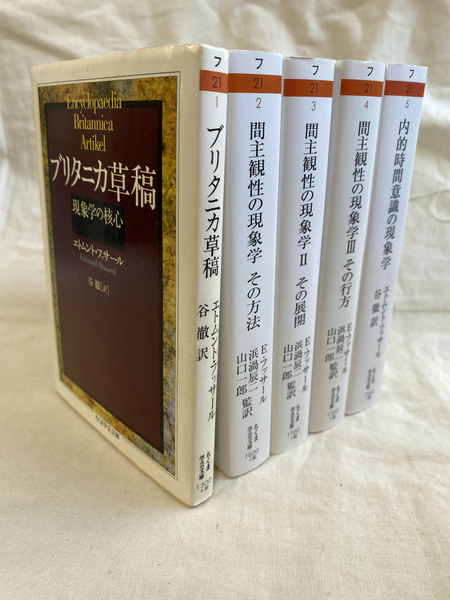 Encyclopaedia
Britannica
Artikel
ブリタニカ草稿
現象学の核心
エトムント・フッサール
Edmund Husserl
谷 徹[訳]
ちくま学芸文庫
フ
21
1
ブリタニカ草稿
エトムント・フッサール
谷 徹 訳
ちくま
学芸文庫
フ
21
2
間主観性の現象学 その方法
E・フッサール
浜渦辰二
山口一郎 監訳
ちくま
学芸文庫
フ
21
3
間主観性の現象学Ⅱ その展開
E・フッサール
浜渦辰二
山口一郎 監訳
ちくま
学芸文庫
1700
+税
フ
21
4
間主観性の現象学Ⅲ その行方
E・フッサール
浜渦辰二
山口一郎 監訳
ちくま
学芸文庫
フ
21
5
内的時間意識の現象学
エトムント・フッサール
谷 徹 訳
ちくま
学芸文庫